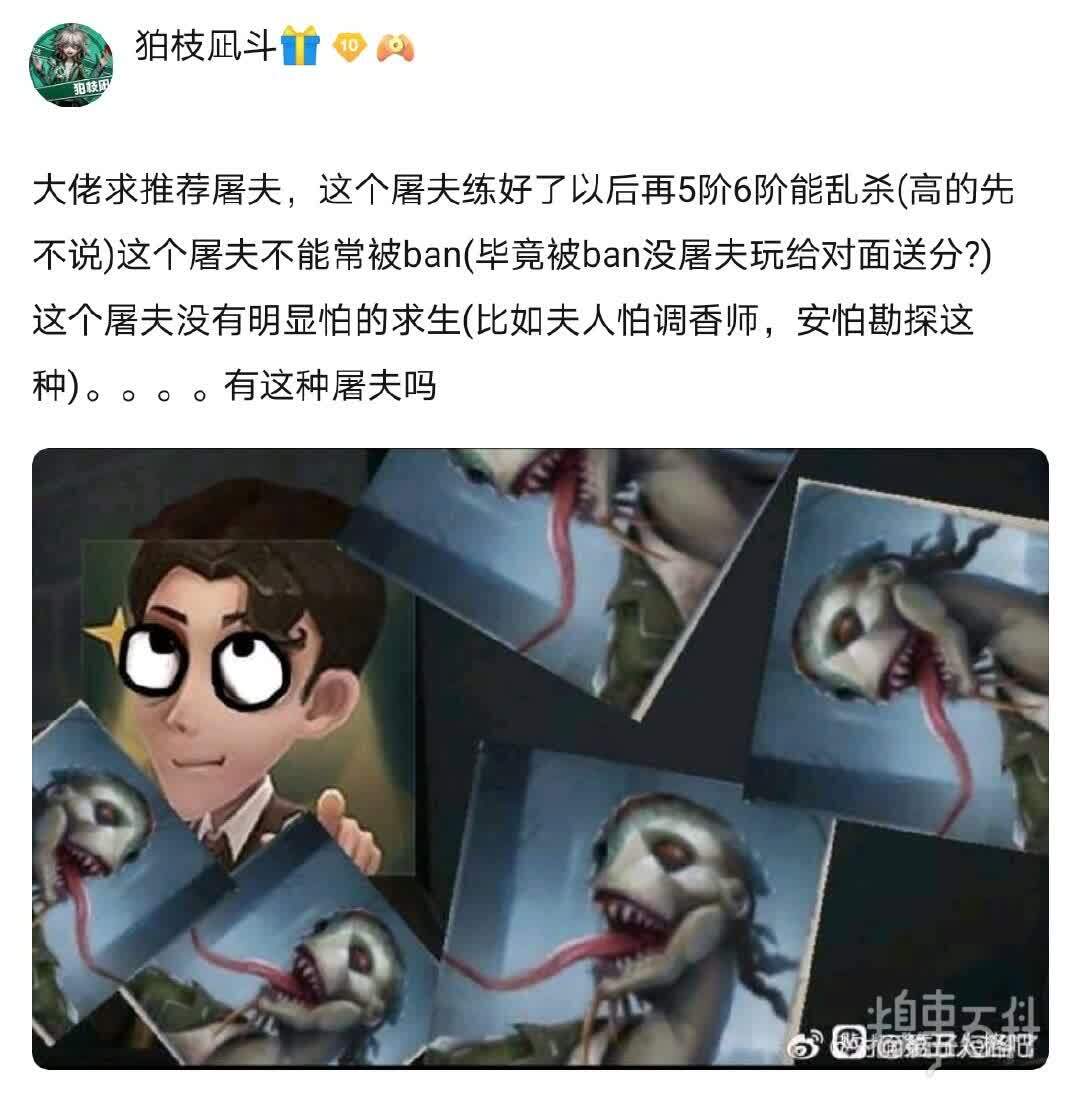 狛枝凪斗
10
狛枝凪
大佬求推荐屠夫，这个屠夫练好了以后再5阶6阶能乱杀(高的先
不说)这个屠夫不能常被ban(毕竟被ban没屠夫玩给对面送分?)
这个屠夫没有明显怕的求生(比如夫人怕调香师，安怕勘探这
种)。。。。有这种屠夫吗